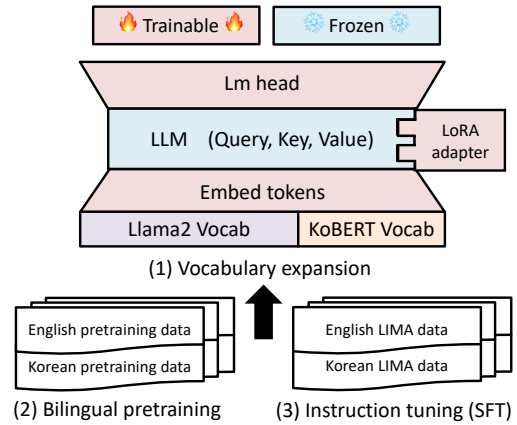 Trainable
Frozen
Lm head
LLM (Query, Key, Value)
LoRA
adapter
Embed tokens
Llama2 Vocab
KoBERT Vocab
(1) Vocabulary expansion
English pretraining data
Korean pretraining data
English LIMA data
Korean LIMA data
(2) Bilingual pretraining
(3) Instruction tuning (SFT)